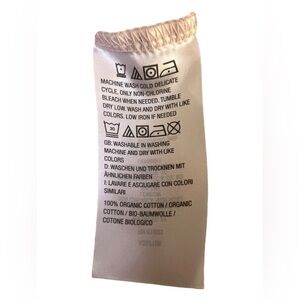 MACHINE WASH COLD DELICATE
CYCLE, ONLY NON-CHLORINE
BLEACH WHEN NEEDED. TUMBLE
DRY LOW. WASH AND DRY WITH LIKE
COLORS. LOW IRON IF NEEDED
30
GB: WASHABLE IN WASHING
MACHINE AND DRY WITH LIKE
COLORS
D: WASCHEN UND TROCKNEN MIT
ÄHNLICHEN FARBEN
I: LAVARE E ASCIUGARE CON COLORI
SIMILARI
100% ORGANIC COTTON / ORGANIC
COTTON / BIO-BAUMWOLLE /
COTONE BIOLOGICO